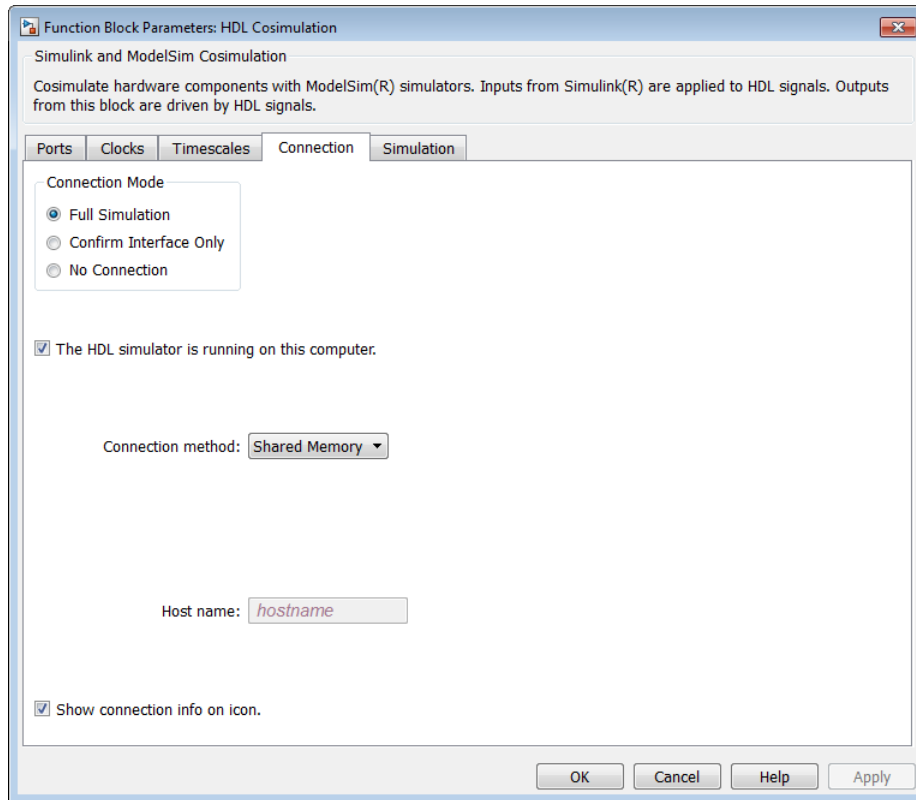 Function Block Parameters: HDL Cosimulation
Simulink and ModelSim Cosimulation
Cosimulate hardware components with ModelSim(R) simulators. Inputs from Simulink(R) are applied to HDL signals. Outputs
from this block are driven by HDL signals.
Ports Clocks Timescales Connection Simulation
Connection Mode
Full Simulation
Confirm Interface Only
No Connection
The HDL simulator is running on this computer.
Connection method: Shared Memory
Host name: hostname
Show connection info on icon.
OK Cancel Help Apply